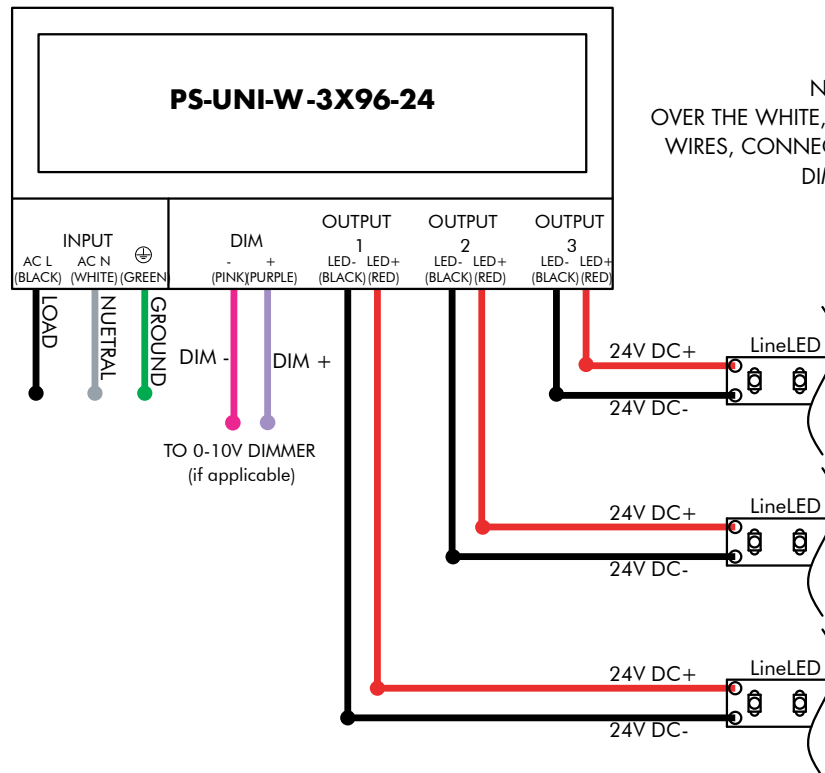 PS-UNI-W-3X96-24
N
OVER THE WHITE,
WIRES, CONNEC
DIM
INPUT
AC L
(BLACK)
AC N
(WHITE)
(GREEN)
DIM
-
(PINK)
+
(PURPLE)
OUTPUT
1
LED- LED+
(BLACK) (RED)
OUTPUT
2
LED- LED+
(BLACK) (RED)
OUTPUT
3
LED- LED+
(BLACK) (RED)
LOAD
NUETRAL
GROUND
DIM -
DIM +
TO 0-10V DIMMER
(if applicable)
24V DC+
LineLED
24V DC-
24V DC+
LineLED
24V DC-
24V DC+
LineLED
24V DC-